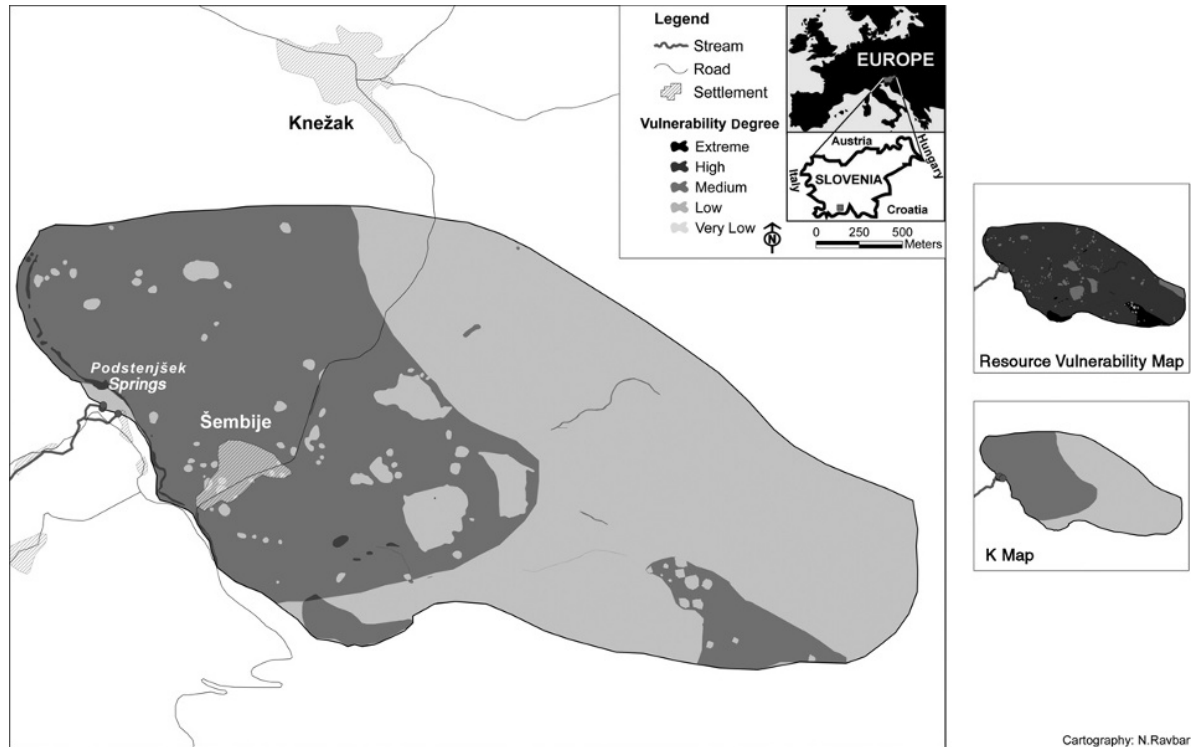 Legend
Stream
Road
Settlement
Vulnerability Degree
Extreme
High
Medium
Low
Very Low
N
EUROPE
Austria
Hungary
Italy
SLOVENIA
Croatia
0 250 500
Meters
Knežak
Podstenjšek
Springs
Šembije
Resource Vulnerability Map
K Map
Cartography: N.Ravbar